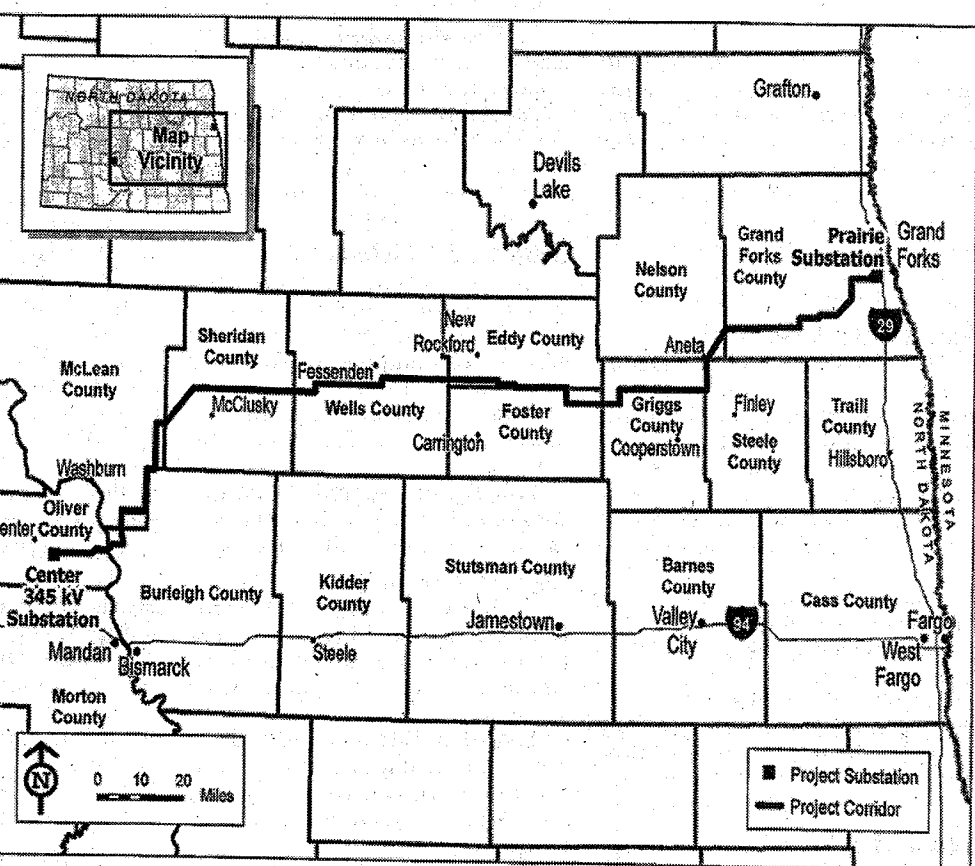 NORTH DAKOTA
Map
Vicinity
Grafton
Devils
Lake
Grand
Forks
County
Prairie
Substation
Grand
Forks
Nelson
County
29
New
Rockford
Eddy County
Sheridan
County
Aneta
McLean
County
Fessenden
McClusky
Wells County
Foster
County
Carrington
Griggs
County
Cooperstown
Finley
Steele
County
Traill
County
Hillsboro
NORTH DAKOTA
MINNESOTA
Washburn
Oliver
County
enter
Center
345 kV
Substation
Burleigh County
Kidder
County
Stutsman County
Barnes
County
Cass County
Jamestown
Valley
City
94
Fargo
West
Fargo
Mandan
Bismarck
Steele
Morton
County
N
0 10 20
Miles
Project Substation
Project Corridor